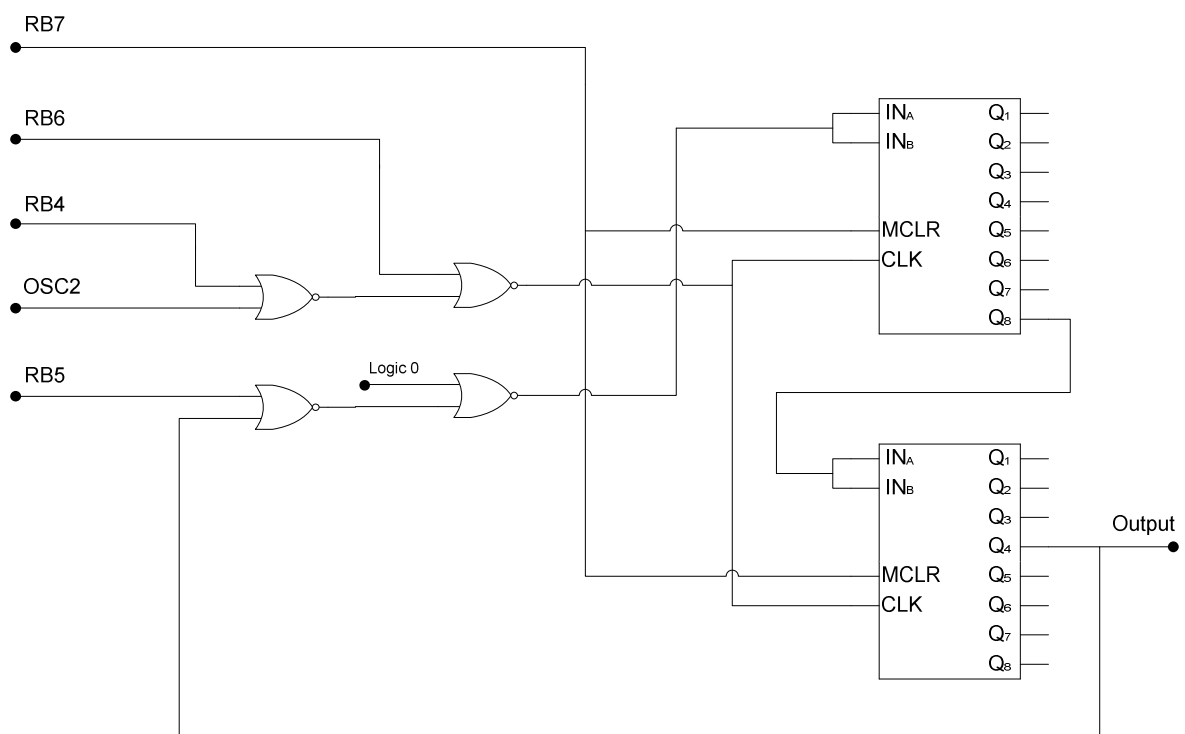 RB7
RB6
RB4
OSC2
RB5
Logic 0
INA Q1
INB Q2
Q3
Q4
MCLR Q5
CLK Q6
Q7
Q8
INA Q1
INB Q2
Q3
Q4
Output
MCLR Q5
CLK Q6
Q7
Q8